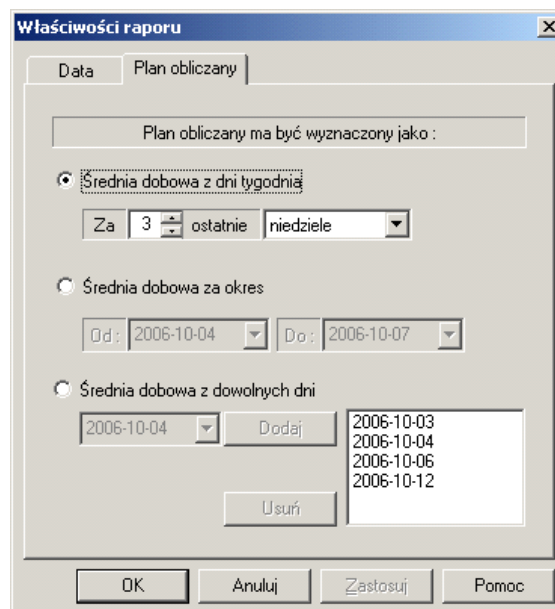 Właściwości raporu
Data Plan obliczany
Plan obliczany ma być wyznaczony jako :
Średnia dobowa z dni tygodnia
Za 3 ostatnie niedziele
Średnia dobowa za okres
Od : 2006-10-04 Do : 2006-10-07
Średnia dobowa z dowolnych dni
2006-10-04 Dodaj
2006-10-03
2006-10-04
2006-10-06
2006-10-12
Usuń
OK Anuluj Zastosuj Pomoc